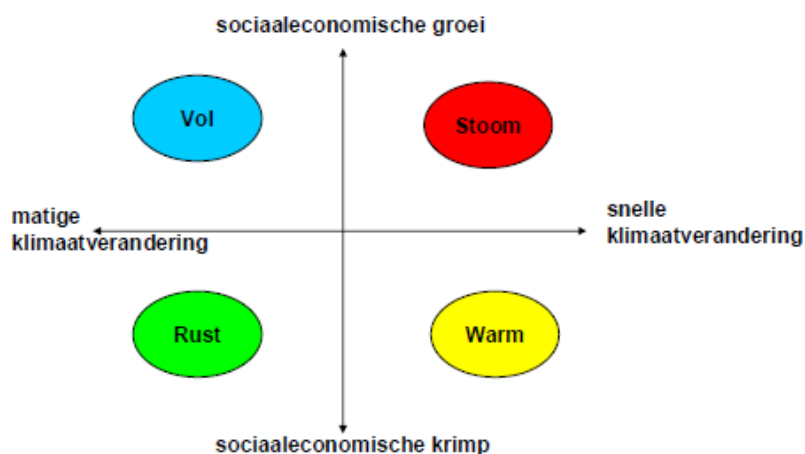 sociaaleconomische groei
Vol
Stoom
matige
klimaatverandering
snelle
klimaatverandering
Rust
Warm
sociaaleconomische krimp